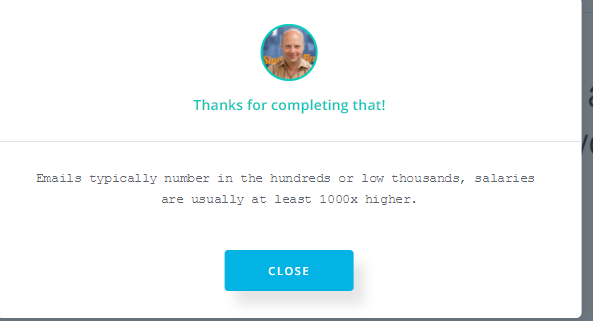 Thanks for completing that!
Emails typically number in the hundreds or low thousands, salaries
are usually at least 1000x higher.
CLOSE